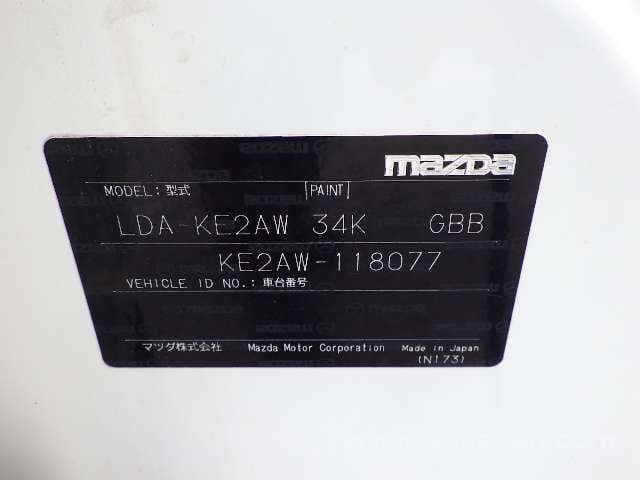 mazda
MODEL: 型式 [PAINT]
LDA-KE2AW 34K GBB
KE2AW-118077
VEHICLE ID NO.: 車台番号
マツダ株式会社 Mazda Motor Corporation Made in Japan
(N173)
www.sbtjapan.com